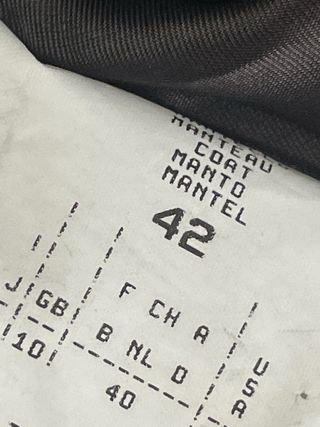 MANTEAU
COAT
MANTO
MANTEL
42
J GB F CH A USA
B NL D
10 40